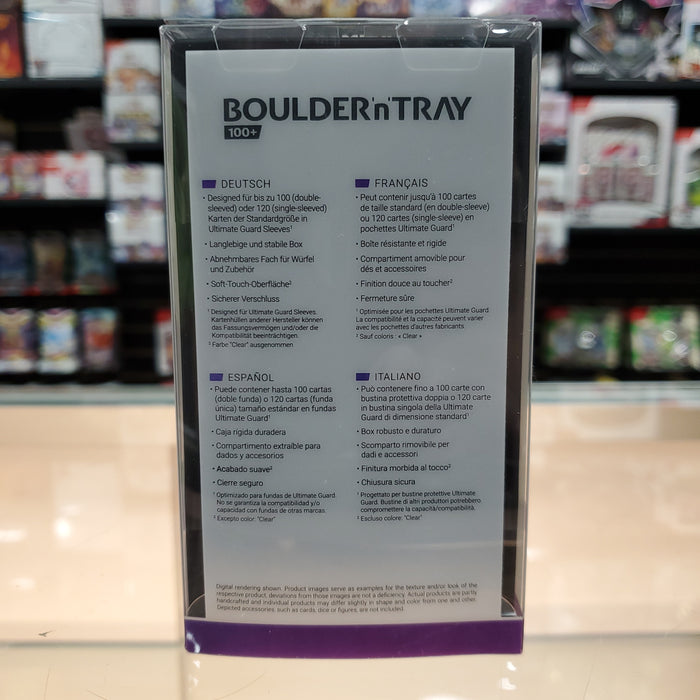 BOULDER'n'TRAY
100+
DEUTSCH
• Designed für bis zu 100 (double-
sleeved) oder 120 (single-sleeved)
Karten der Standardgröße in
Ultimate Guard Sleeves¹
• Langlebige und stabile Box
• Abnehmbares Fach für Würfel
und Zubehör
• Soft-Touch-Oberfläche²
• Sicherer Verschluss
¹ Designed für Ultimate Guard Sleeves.
Kartenhüllen anderer Hersteller können
das Fassungsvermögen und/oder die
Kompatibilität beeinträchtigen.
² Farbe "Clear" ausgenommen
FRANÇAIS
• Peut contenir jusqu'à 100 cartes
de taille standard (en double-sleeve)
ou 120 cartes (single-sleeve) en
pochettes Ultimate Guard¹
• Boîte résistante et rigide
• Compartiment amovible pour
dés et accessoires
• Finition douce au toucher²
• Fermeture sûre
¹ Optimisée pour les pochettes Ultimate Guard.
La compatibilité et la capacité peuvent varier
avec les pochettes d'autres fabricants.
² Sauf coloris : « Clear »
ESPAÑOL
• Puede contener hasta 100 cartas
(doble funda) o 120 cartas (funda
única) tamaño estándar en fundas
Ultimate Guard¹
• Caja rígida duradera
• Compartimento extraíble para
dados y accesorios
• Acabado suave²
• Cierre seguro
¹ Optimizado para fundas de Ultimate Guard.
No se garantiza la compatibilidad y/o
capacidad con fundas de otras marcas.
² Excepto color: "Clear"
ITALIANO
• Può contenere fino a 100 carte con
bustina protettiva doppia o 120 carte
in bustina singola della Ultimate
Guard di dimensione standard¹
• Box robusto e duraturo
• Scomparto rimovibile per
dadi e accessori
• Finitura morbida al tocco²
• Chiusura sicura
¹ Progettato per bustine protettive Ultimate
Guard. Bustine di altri produttori potrebbero
compromettere la capacità/compatibilità.
² Escluso colore: "Clear"
Digital rendering shown. Product images serve as examples for the texture and/or look of the
respective product, deviations from those images are not a deficiency. Actual products are partly
handcrafted and individual products may differ slightly in shape and color from one and other.
Depicted accessories, such as cards, dice or figures, are not included.